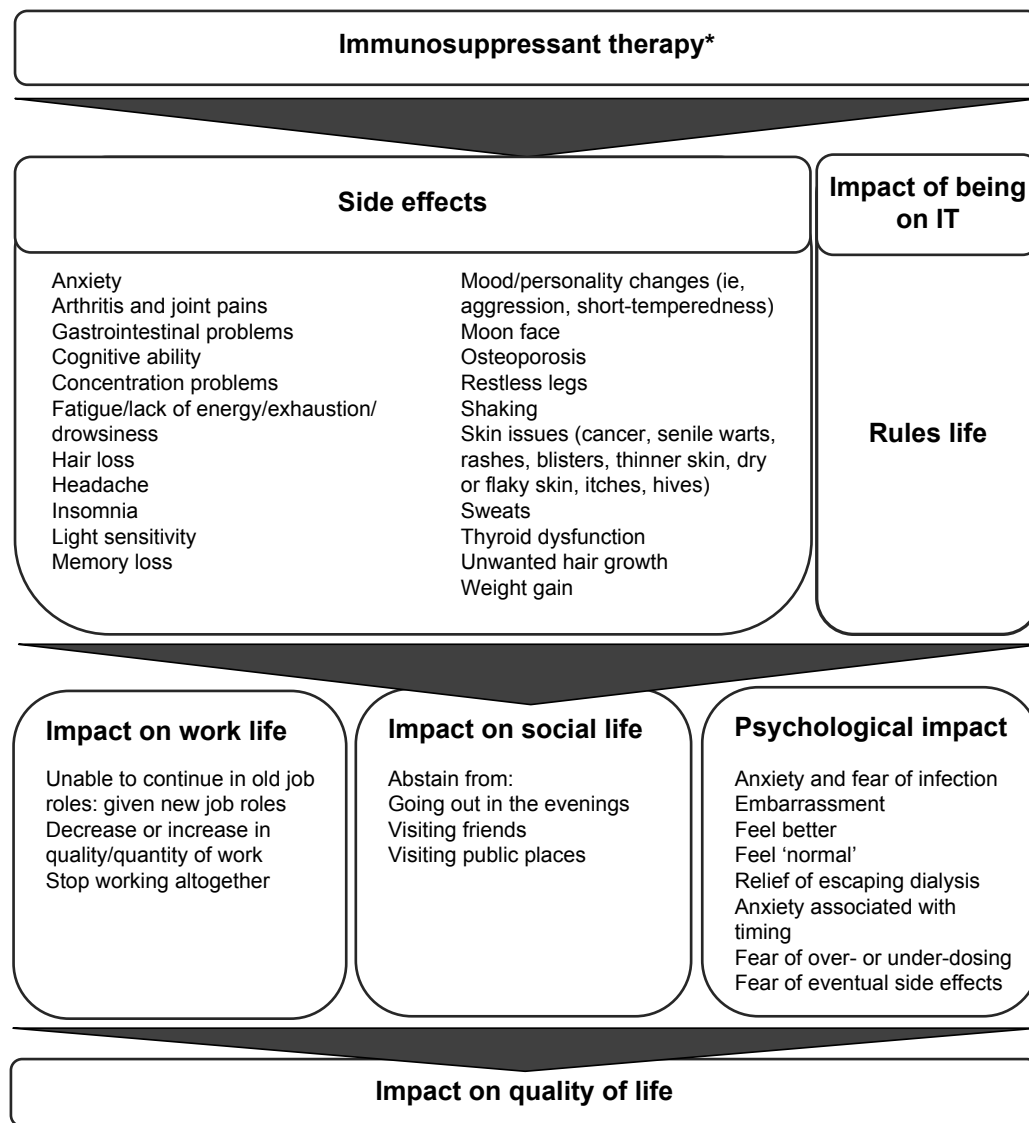 Immunosuppressant therapy*
Side effects
Anxiety
Arthritis and joint pains
Gastrointestinal problems
Cognitive ability
Concentration problems
Fatigue/lack of energy/exhaustion/
drowsiness
Hair loss
Headache
Insomnia
Light sensitivity
Memory loss
Mood/personality changes (ie,
aggression, short-temperedness)
Moon face
Osteoporosis
Restless legs
Shaking
Skin issues (cancer, senile warts,
rashes, blisters, thinner skin, dry
or flaky skin, itches, hives)
Sweats
Thyroid dysfunction
Unwanted hair growth
Weight gain
Impact of being
on IT
Rules life
Impact on work life
Unable to continue in old job
roles: given new job roles
Decrease or increase in
quality/quantity of work
Stop working altogether
Impact on social life
Abstain from:
Going out in the evenings
Visiting friends
Visiting public places
Psychological impact
Anxiety and fear of infection
Embarrassment
Feel better
Feel ‘normal’
Relief of escaping dialysis
Anxiety associated with
timing
Fear of over- or under-dosing
Fear of eventual side effects
Impact on quality of life